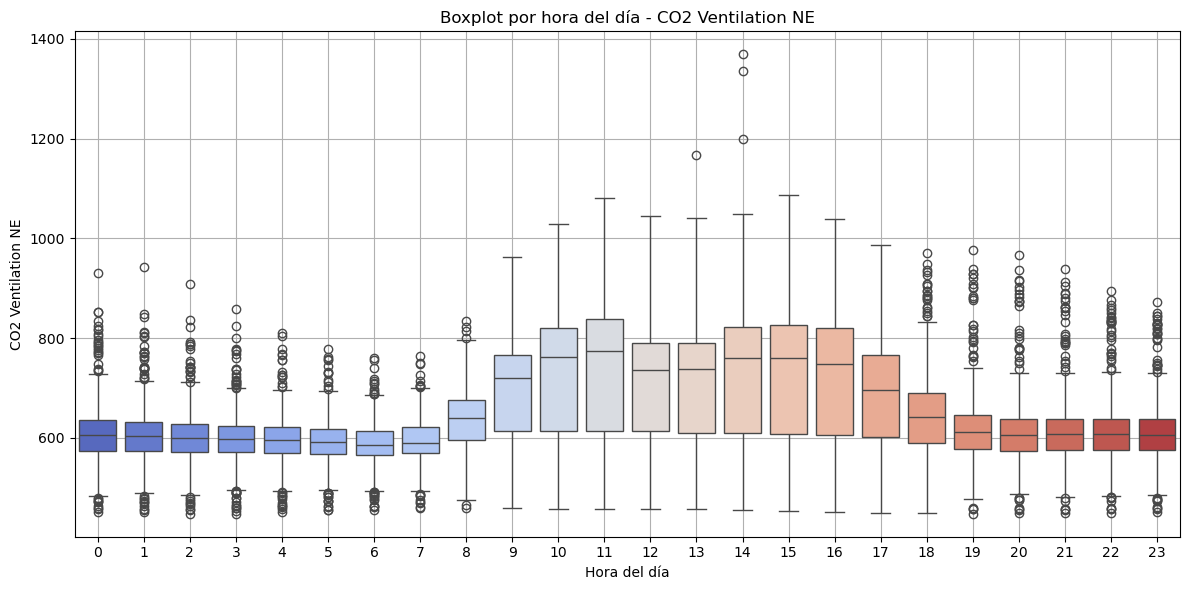 Boxplot por hora del día - CO2 Ventilation NE
1400
1200
1000
800
600
CO2 Ventilation NE
0 1 2 3 4 5 6 7 8 9 10 11 12 13 14 15 16 17 18 19 20 21 22 23
Hora del día